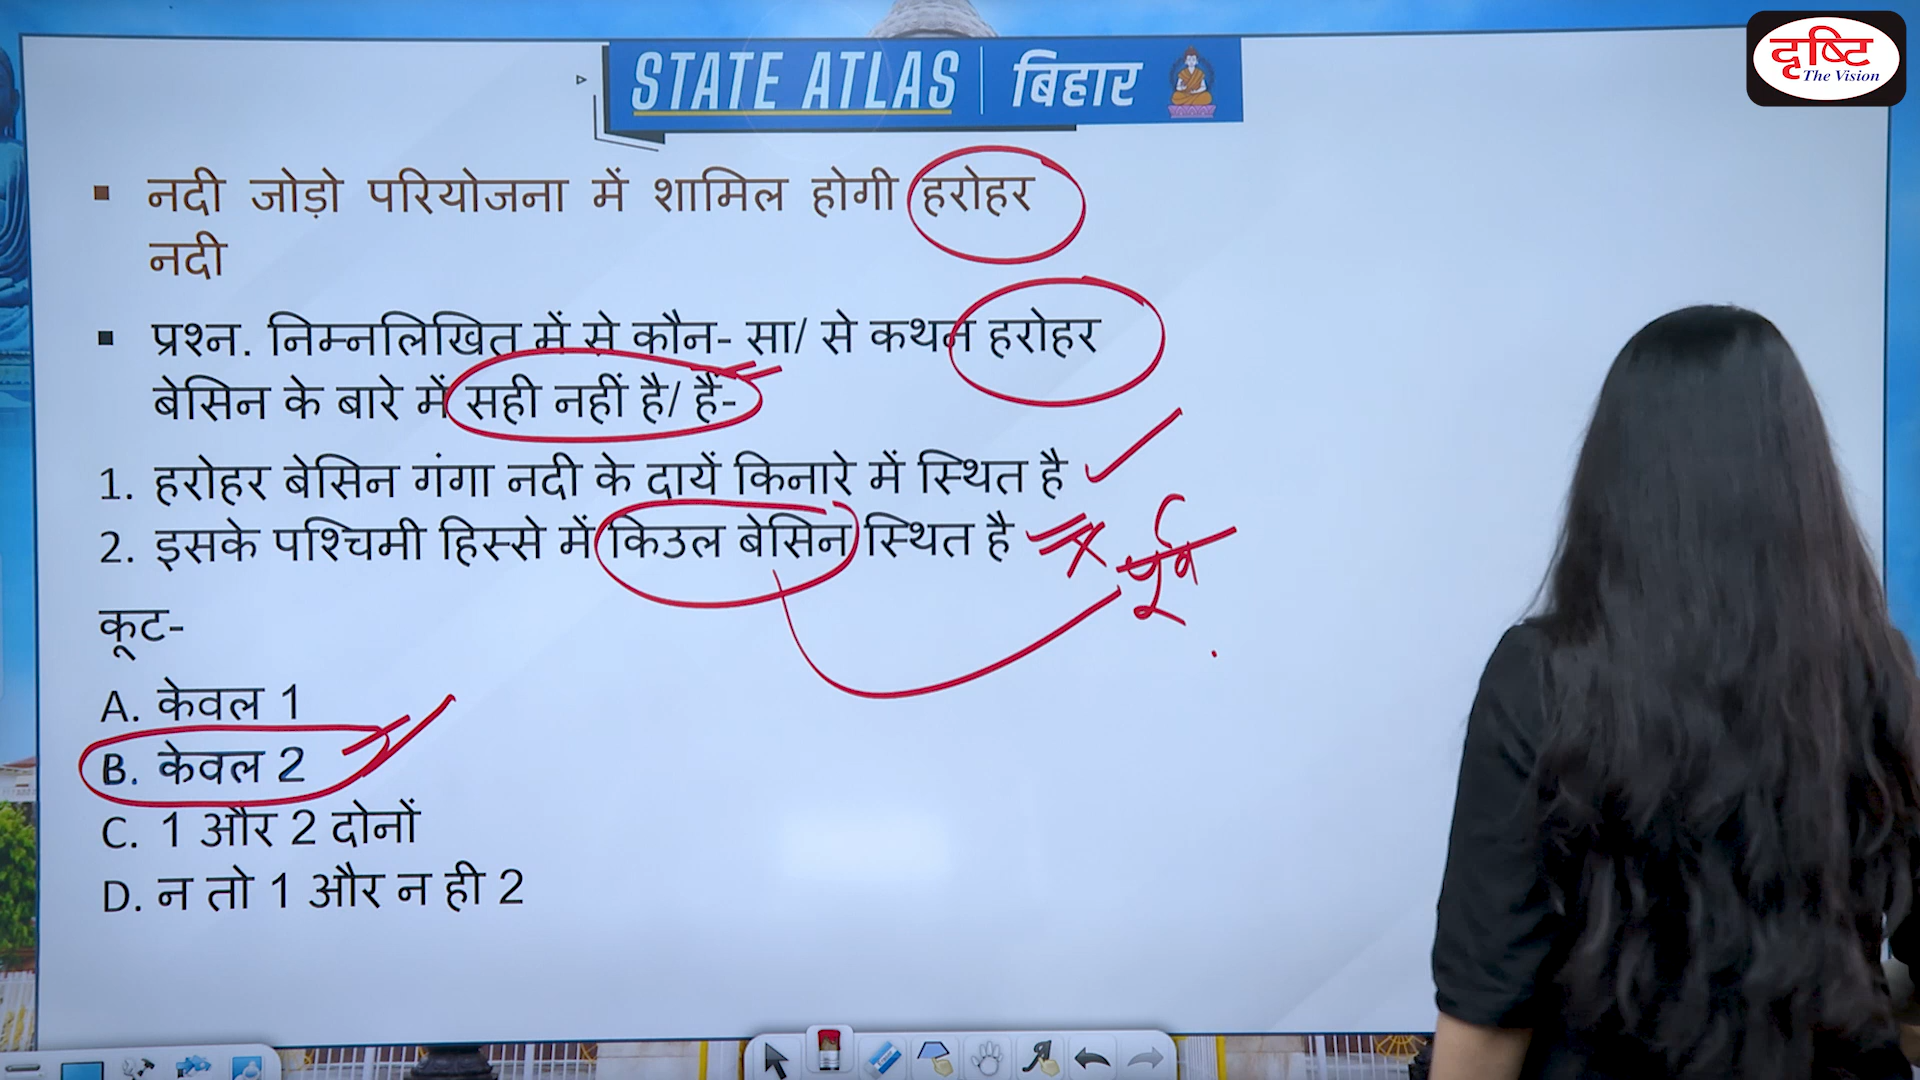 दृष्टि
The Vision
STATE ATLAS | बिहार
▪ नदी जोड़ो परियोजना में शामिल होगी हरोहर
नदी
▪ प्रश्न. निम्नलिखित में से कौन- सा/ से कथन हरोहर
बेसिन के बारे में सही नहीं है/ हैं-
1. हरोहर बेसिन गंगा नदी के दायें किनारे में स्थित है
2. इसके पश्चिमी हिस्से में किउल बेसिन स्थित है
पूर्व
कूट-
A. केवल 1
B. केवल 2
C. 1 और 2 दोनों
D. न तो 1 और न ही 2